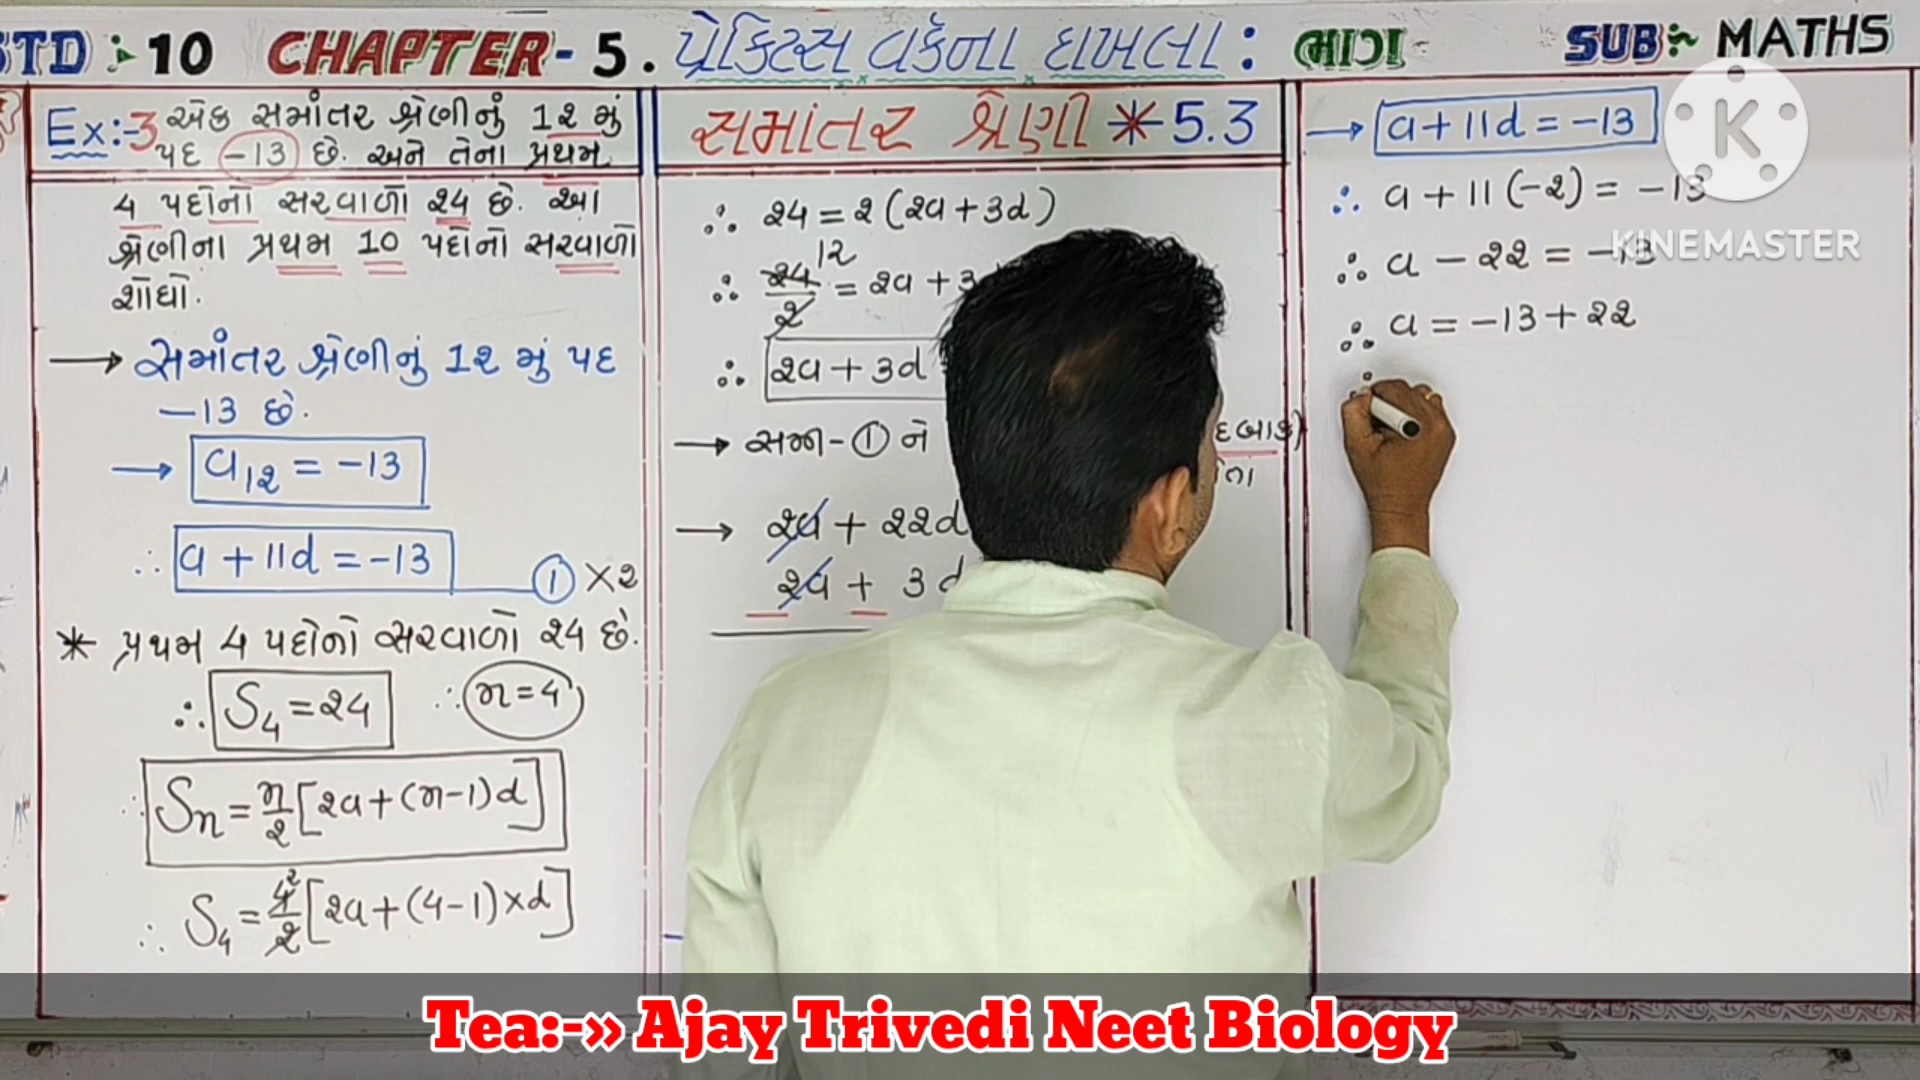 STD :- 10 CHAPTER - 5. પ્રેક્ટિસ વર્કના દાખલા : ભાગ SUB:~ MATHS
Ex:-3 એક સમાંતર શ્રેણીનું 12 મું
પદ -13 છે. અને તેના પ્રથમ
4 પદોનો સરવાળો 24 છે. આ
શ્રેણીના પ્રથમ 10 પદોનો સરવાળો
શોધો.
→ સમાંતર શ્રેણીનું 12 મું પદ
-13 છે.
→ a₁₂ = -13
∴ a + 11d = -13 ① ×2
* પ્રથમ 4 પદોનો સરવાળો 24 છે.
∴ S₄ = 24 ∴ n = 4
∴ Sn = n/2 [2a + (n-1)d]
∴ S₄ = 4/2 ² [2a + (4-1)×d]
સમાંતર શ્રેણી * 5.3
∴ 24 = 2(2a + 3d)
∴ 24/2 12 = 2a + 3
∴ 2a + 3d
→ સમી-① ને
→ 2a + 22d
2a + 3d
→ a + 11d = -13
∴ a + 11(-2) = -13
∴ a - 22 = -13
∴ a = -13 + 22
K
KINEMASTER
Tea:-» Ajay Trivedi Neet Biology